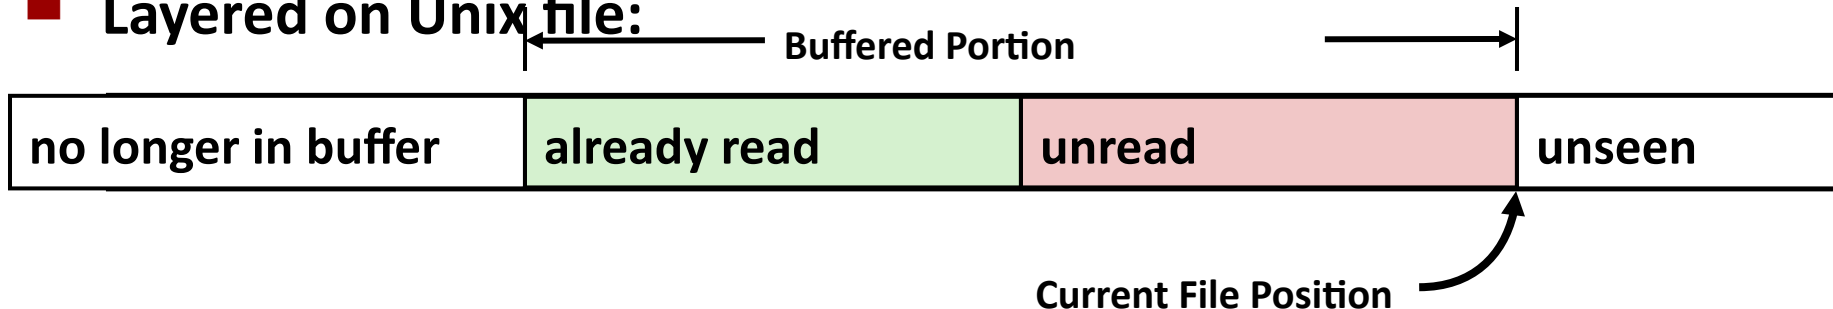 Layered on Unix file:
Buffered Portion
no longer in buffer already read unread unseen
Current File Position